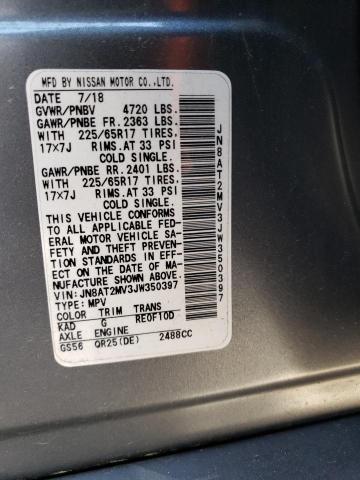 MFD BY NISSAN MOTOR CO.,LTD.
DATE 7/18
GVWR/PNBV 4720 LBS.
GAWR/PNBE FR. 2363 LBS.
WITH 225/65R17 TIRES.
17×7J RIMS.AT 33 PSI
COLD SINGLE.
GAWR/PNBE RR. 2401 LBS.
WITH 225/65R17 TIRES.
17×7J RIMS.AT 33 PSI
COLD SINGLE.
THIS VEHICLE CONFORMS
TO ALL APPLICABLE FED-
ERAL MOTOR VEHICLE SA-
FETY AND THEFT PREVEN-
TION STANDARDS IN EFF-
ECT ON THE DATE OF MA-
NUFACTURE SHOWN ABOVE.
VIN:JN8AT2MV3JW350397
TYPE: MPV
COLOR TRIM TRANS
KAD G RE0F10D
AXLE ENGINE
GS56 QR25(DE) 2488CC
JN8AT2MV3JW350397